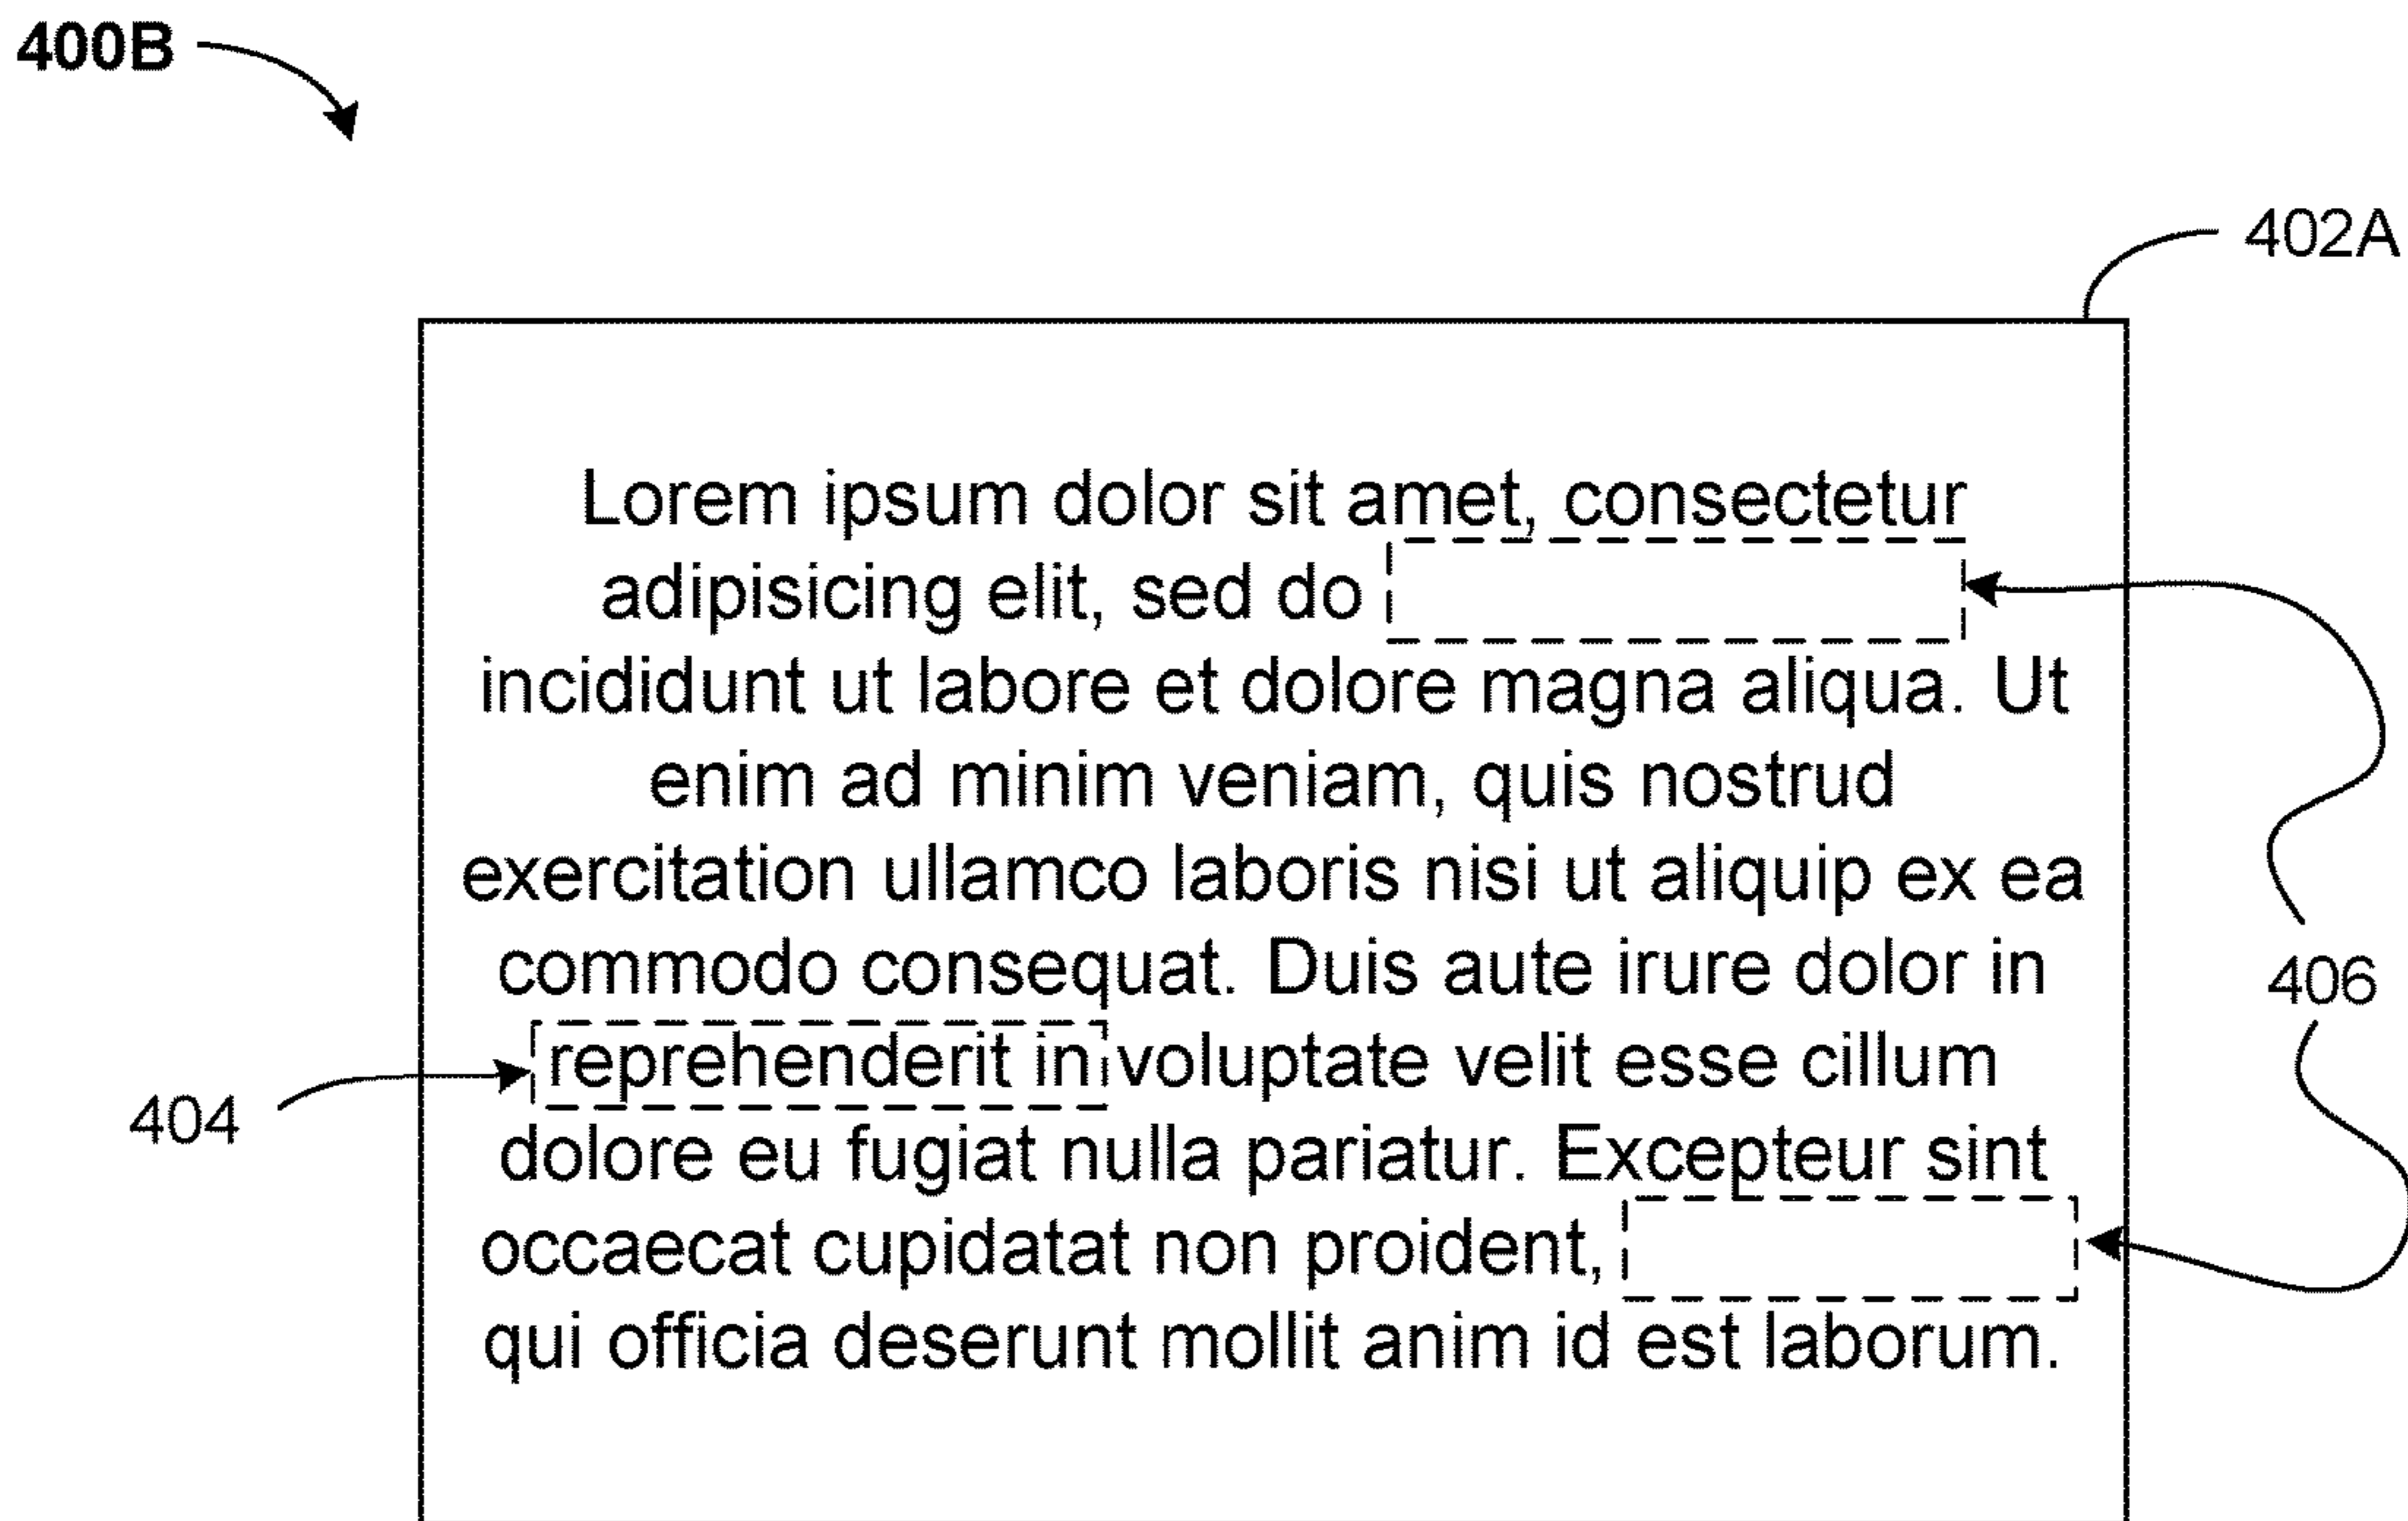 400B
402A
Lorem ipsum dolor sit amet, consectetur
adipisicing elit, sed do
incididunt ut labore et dolore magna aliqua. Ut
enim ad minim veniam, quis nostrud
exercitation ullamco laboris nisi ut aliquip ex ea
commodo consequat. Duis aute irure dolor in
406
reprehenderit in voluptate velit esse cillum
404
dolore eu fugiat nulla pariatur. Excepteur sint
occaecat cupidatat non proident,
qui officia deserunt mollit anim id est laborum.